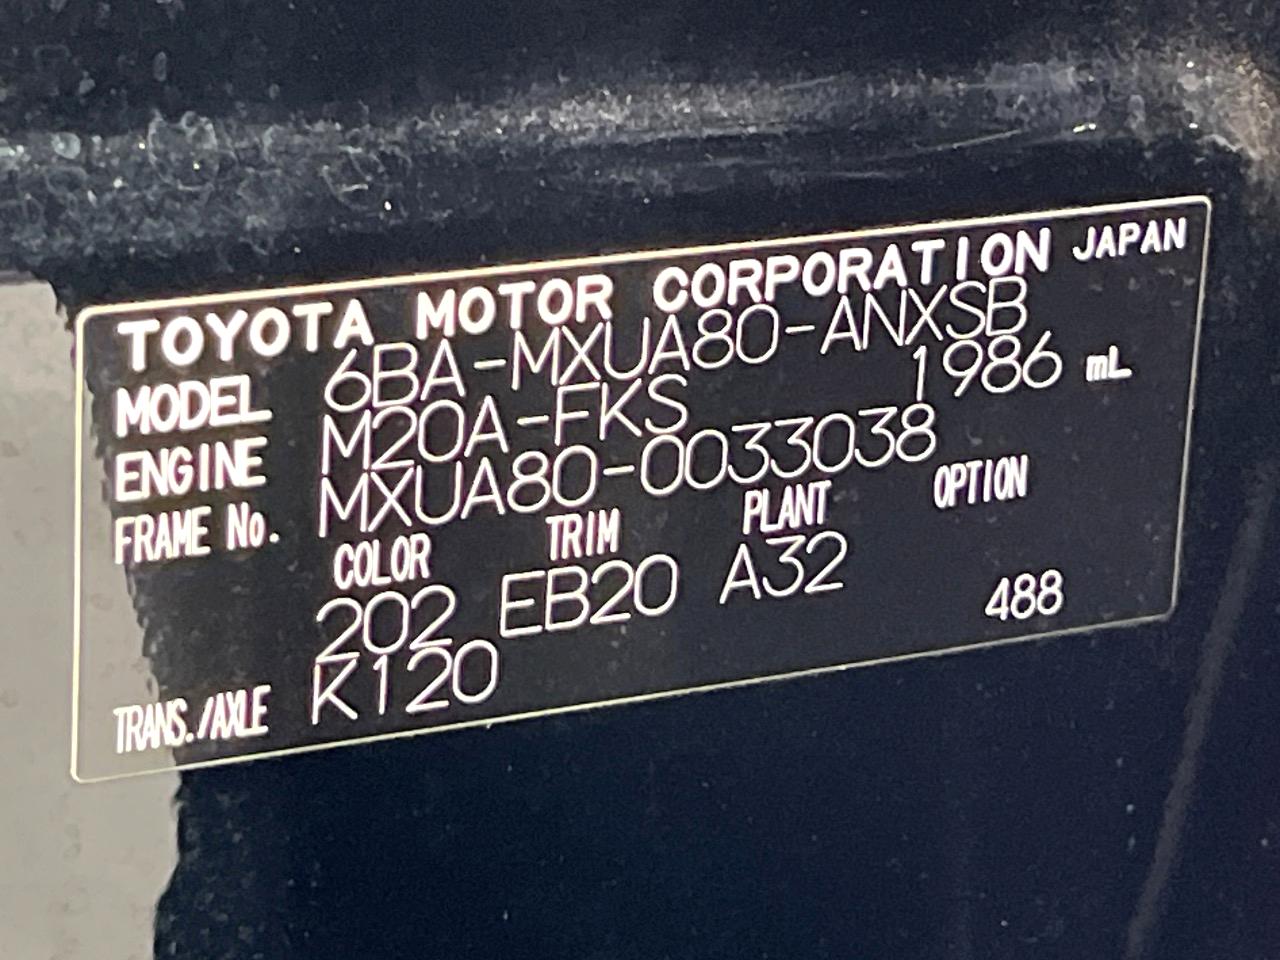 TOYOTA MOTOR CORPORATION JAPAN
MODEL 6BA-MXUA80-ANXSB
ENGINE M20A-FKS 1986 mL
FRAME No. MXUA80-0033038
COLOR TRIM PLANT OPTION
202 EB20 A32
TRANS./AXLE K120 488